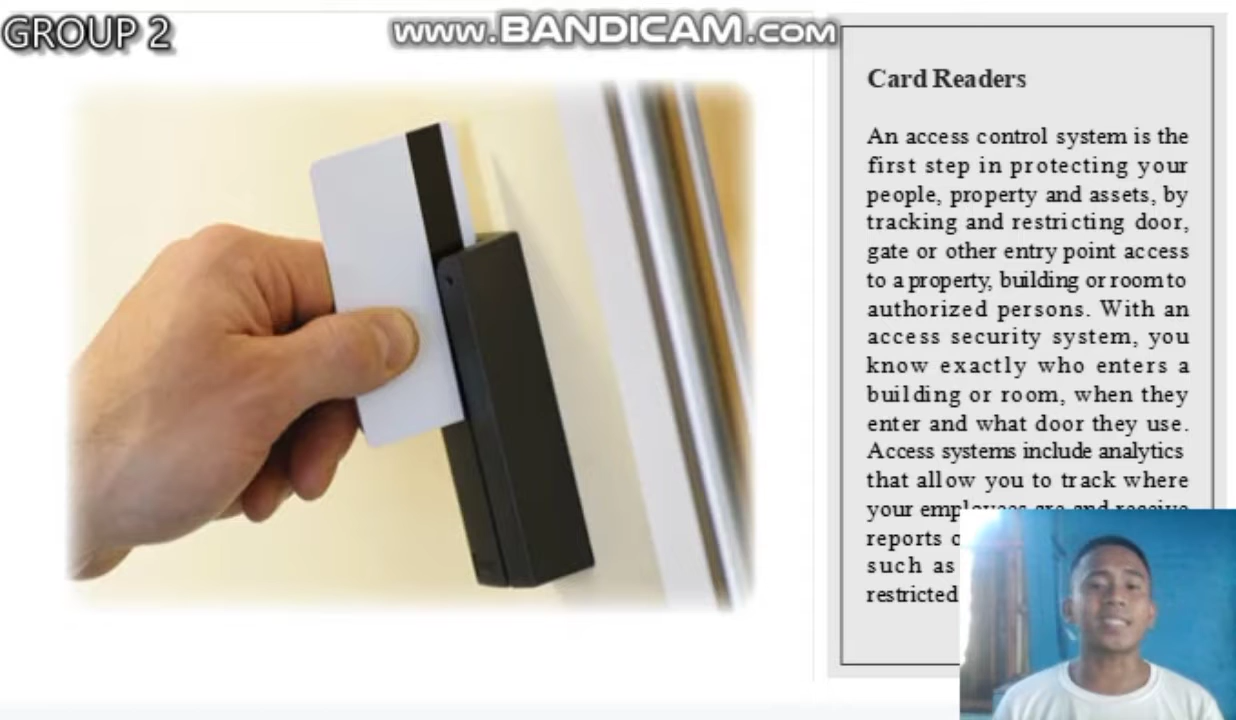 GROUP 2
www.BANDICAM.com
Card Readers
An access control system is the
first step in protecting your
people, property and assets, by
tracking and restricting door,
gate or other entry point access
to a property, building or room to
authorized persons. With an
access security system, you
know exactly who enters a
building or room, when they
enter and what door they use.
Access systems include analytics
that allow you to track where
your employees are and receive
reports
such as
restricted